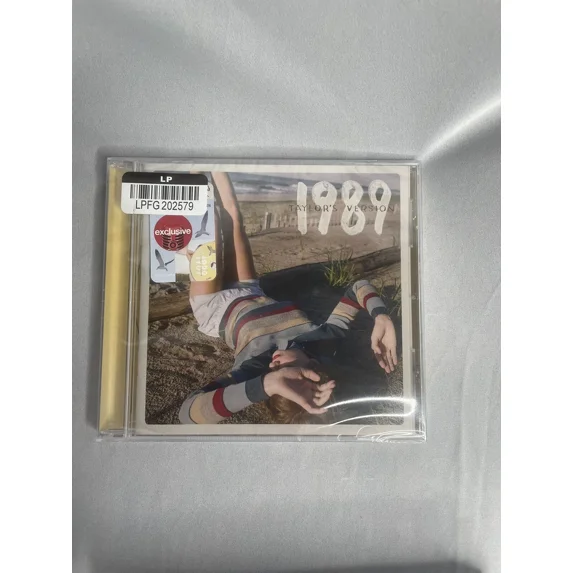 LP
LPFG 202579
exclusive
1989
TAYLOR'S VERSION